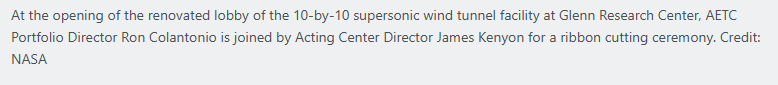 At the opening of the renovated lobby of the 10-by-10 supersonic wind tunnel facility at Glenn Research Center, AETC
Portfolio Director Ron Colantonio is joined by Acting Center Director James Kenyon for a ribbon cutting ceremony. Credit:
NASA